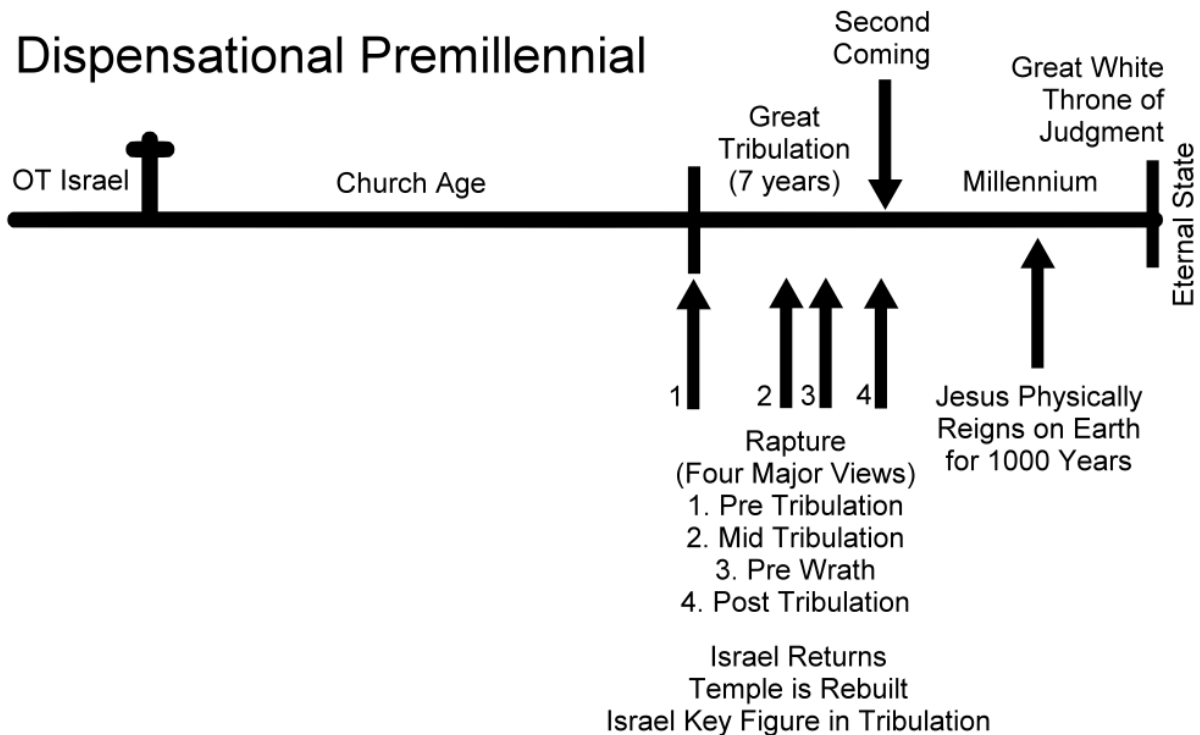 Dispensational Premillennial
Second
Coming
Great White
Throne of
Judgment
Great
Tribulation
(7 years)
OT Israel
Church Age
Millennium
Eternal State
1
2
3
4
Rapture
(Four Major Views)
1. Pre Tribulation
2. Mid Tribulation
3. Pre Wrath
4. Post Tribulation
Jesus Physically
Reigns on Earth
for 1000 Years
Israel Returns
Temple is Rebuilt
Israel Key Figure in Tribulation